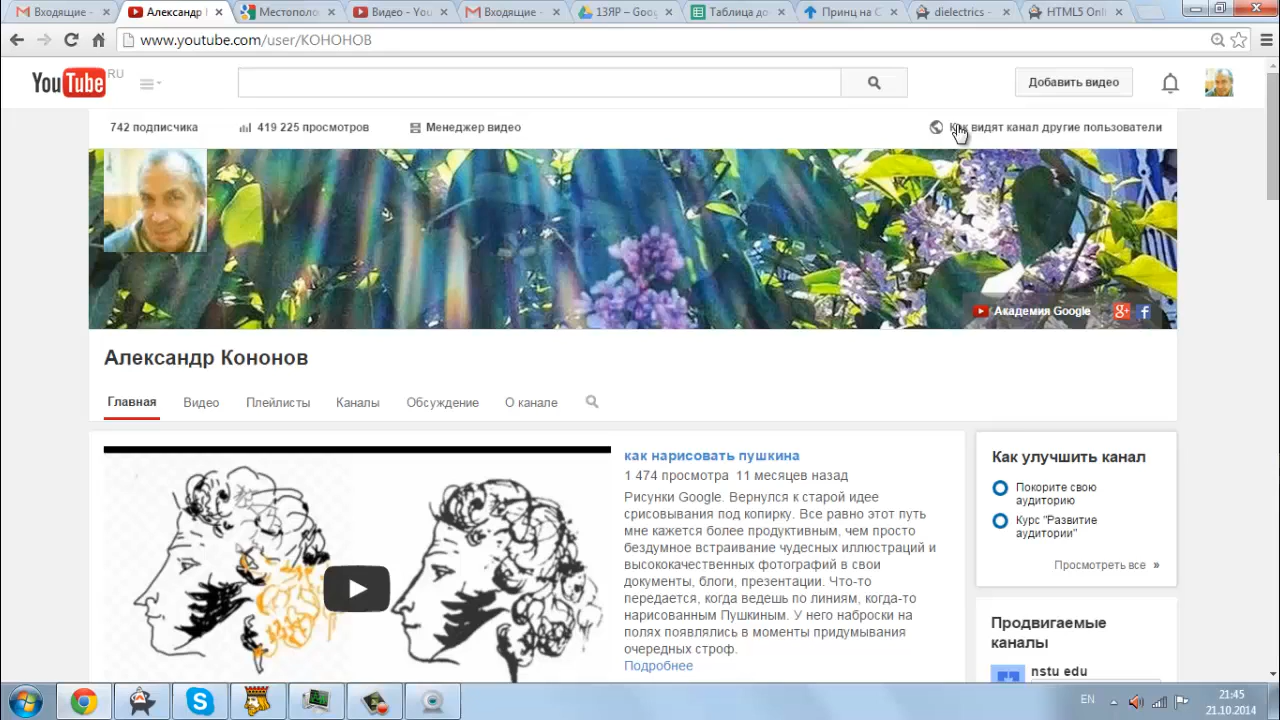 Входящие -
Александр
Местополо
Видео - You
Входящие -
13ЯР – Goog
Таблица до
Принц на С
dielectrics -
HTML5 Onli
www.youtube.com/user/КОНОНОВ
YouTube RU
Добавить видео
742 подписчика
419 225 просмотров
Менеджер видео
видят канал другие пользователи
Академия Google
Александр Кононов
Главная
Видео
Плейлисты
Каналы
Обсуждение
О канале
как нарисовать пушкина
1 474 просмотра 11 месяцев назад
Рисунки Google. Вернулся к старой идее
срисовывания под копирку. Все равно этот путь
мне кажется более продуктивным, чем просто
бездумное встраивание чудесных иллюстраций и
высококачественных фотографий в свои
документы, блоги, презентации. Что-то
передается, когда ведешь по линиям, когда-то
нарисованным Пушкиным. У него наброски на
полях появлялись в моменты придумывания
очередных строф.
Подробнее
Как улучшить канал
Покорите свою
аудиторию
Курс "Развитие
аудитории"
Просмотреть все »
Продвигаемые
каналы
nstu edu
EN
21:45
21.10.2014